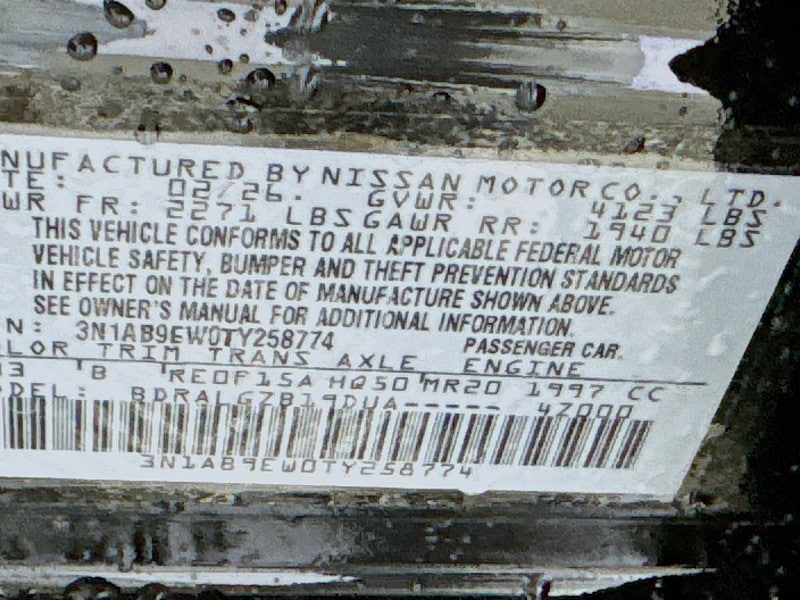 NUFACTURED BY NISSAN MOTOR CO., LTD.
TE: 02/26. GVWR: 4123 LBS
WR FR: 2271 LBS GAWR RR: 1940 LBS
THIS VEHICLE CONFORMS TO ALL APPLICABLE FEDERAL MOTOR
VEHICLE SAFETY, BUMPER AND THEFT PREVENTION STANDARDS
IN EFFECT ON THE DATE OF MANUFACTURE SHOWN ABOVE.
SEE OWNER'S MANUAL FOR ADDITIONAL INFORMATION.
N: 3N1AB9EW0TY258774 PASSENGER CAR.
LOR TRIM TRANS AXLE ENGINE
B RE0F15A HQ50 MR20 1997 CC
DEL: BDRALGZB19DUA----- 4Z000
3N1AB9EW0TY258774